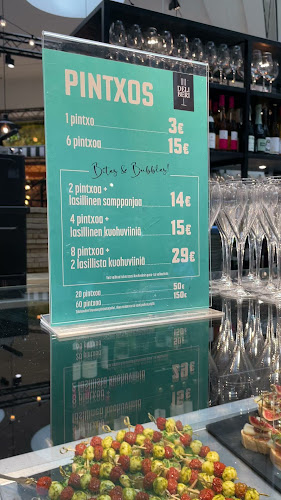 PINTXOS
DELI
BERI
1 pintxo 3€
6 pintxoa 15€
Bites & Bubbles!
2 pintxoa +*
lasillinen samppanjaa 14€
4 pintxoa +
lasillinen kuohuviiniä 15€
8 pintxoa +
2 lasillista kuohuviiniä 29€
20 pintxoa 50€
60 pintxoa 150€